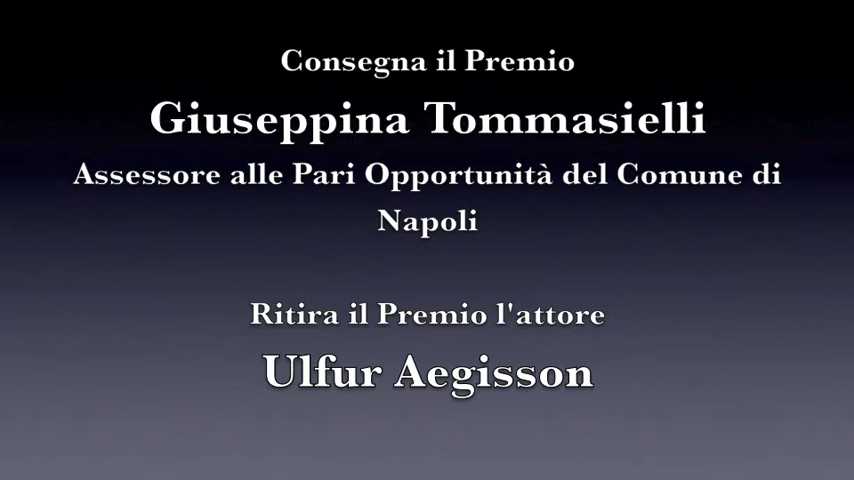 Consegna il Premio
Giuseppina Tommasielli
Assessore alle Pari Opportunità del Comune di
Napoli
Ritira il Premio l'attore
Ulfur Aegisson